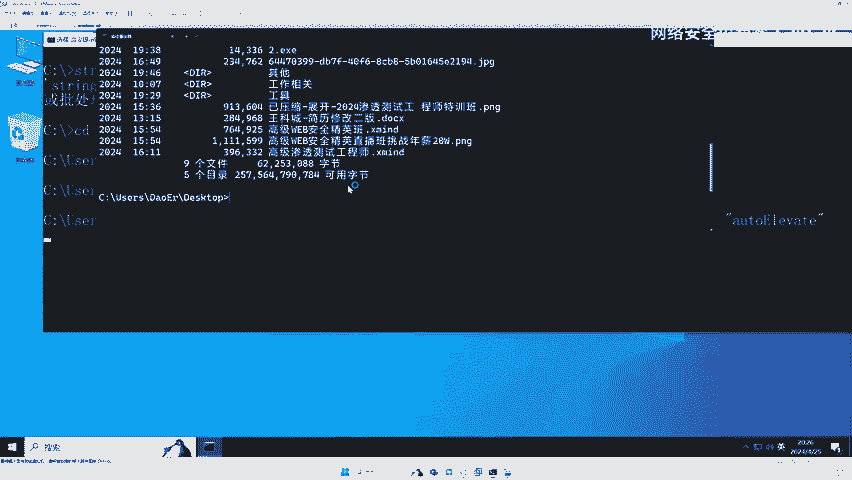 网络安全
2024  19:38            14,336 2.exe
2024  16:49           234,762 64470399-db7f-40f6-8cb8-5b01645e2194.jpg
2024  19:46    <DIR>          其他
2024  10:07    <DIR>          工作相关
2024  19:29    <DIR>          工具
2024  15:36           913,604 已压缩-展开-2024渗透测试工 程师特训班.png
2024  13:15           284,968 王科城-简历修改二版.docx
2024  15:54           764,925 高级WEB安全精英班.xmind
2024  15:54         1,111,599 高级WEB安全精英直播班挑战年薪20W.png
2024  16:11           396,332 高级渗透测试工程师.xmind
9 个文件     62,253,088 字节
5 个目录 257,564,790,784 可用字节
C:\Users\DaoEr\Desktop>
C:\>str
'string
或批处
C:\>cd
C:\User
C:\User
C:\User
"autoElevate"
搜索
英
20:26
2024/4/25